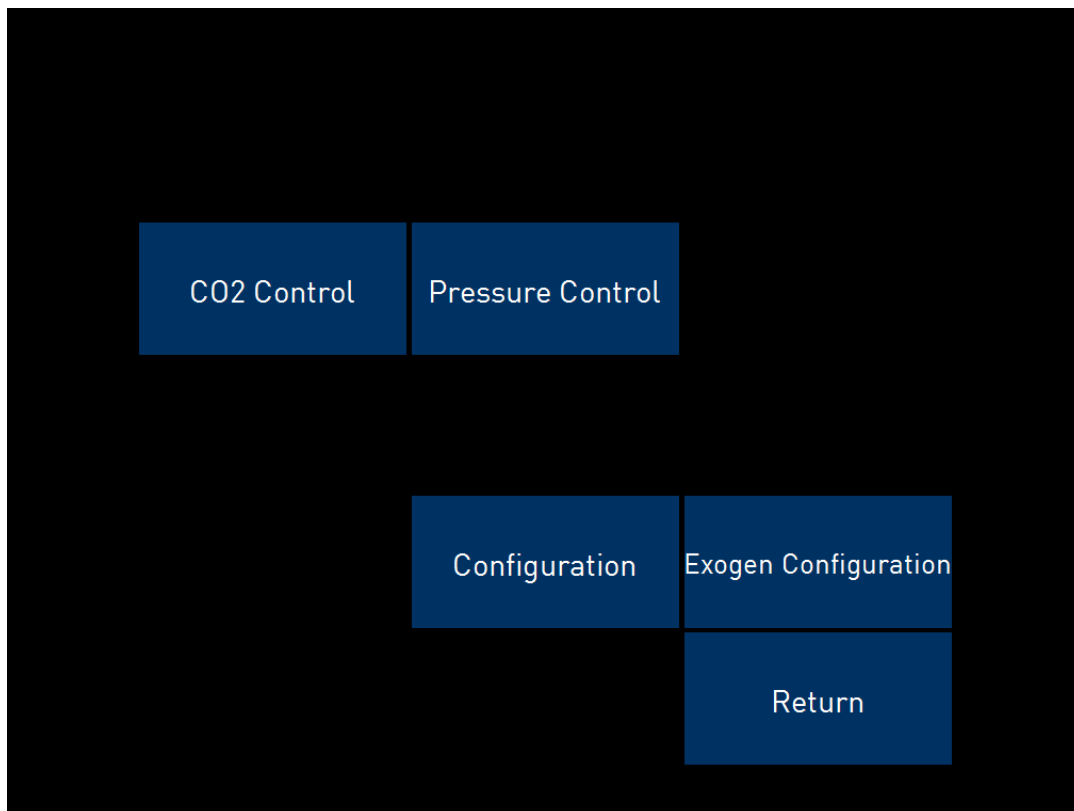 CO2 Control
Pressure Control
Configuration
Exogen Configuration
Return